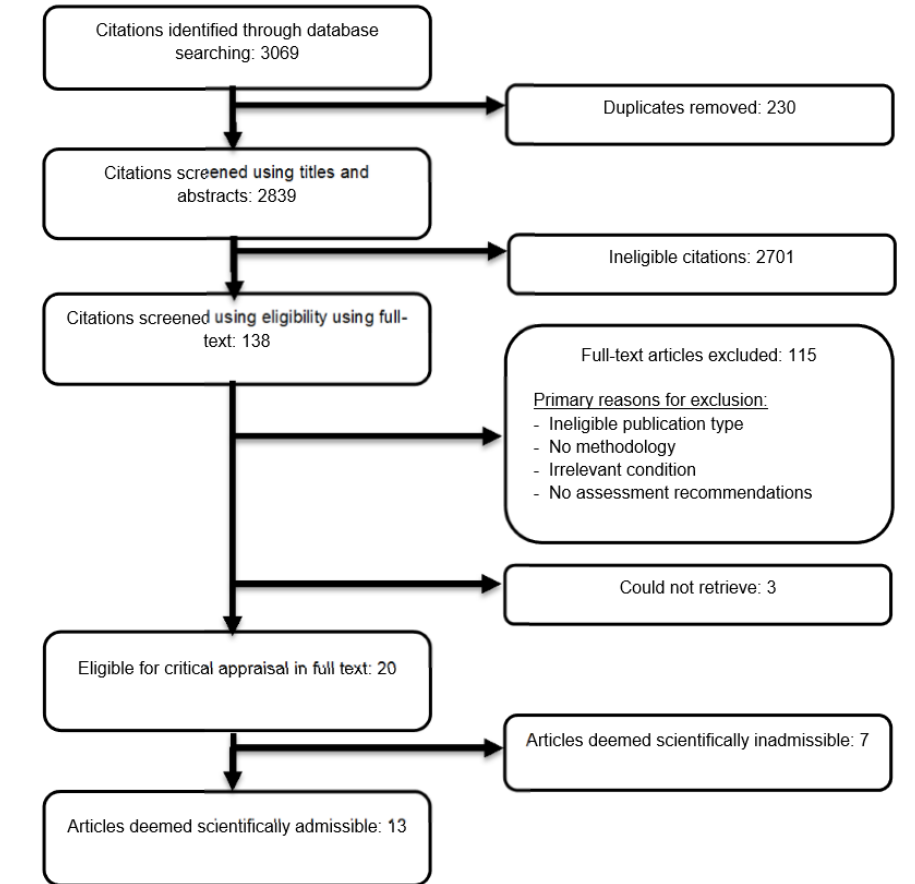 Citations identified through database
searching: 3069
Duplicates removed: 230
Citations screened using titles and
abstracts: 2839
Ineligible citations: 2701
Citations screened using eligibility using full-
text: 138
Full-text articles excluded: 115
Primary reasons for exclusion:
- Ineligible publication type
- No methodology
- Irrelevant condition
- No assessment recommendations
Could not retrieve: 3
Eligible for critical appraisal in full text: 20
Articles deemed scientifically inadmissible: 7
Articles deemed scientifically admissible: 13